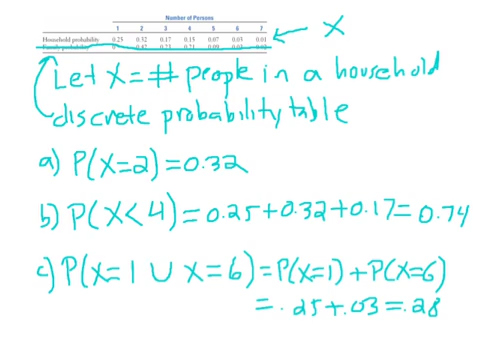 Number of Persons
1 2 3 4 5 6 7
Household probability 0.25 0.32 0.17 0.15 0.07 0.03 0.01
X
Let X = # people in a household
discrete probability table
a) P(X=2)=0.32
b) P(X<4)=0.25+0.32+0.17=0.74
c) P(X=1 ∪ X=6)=P(X=1)+P(X=6)
=.25+.03=.28